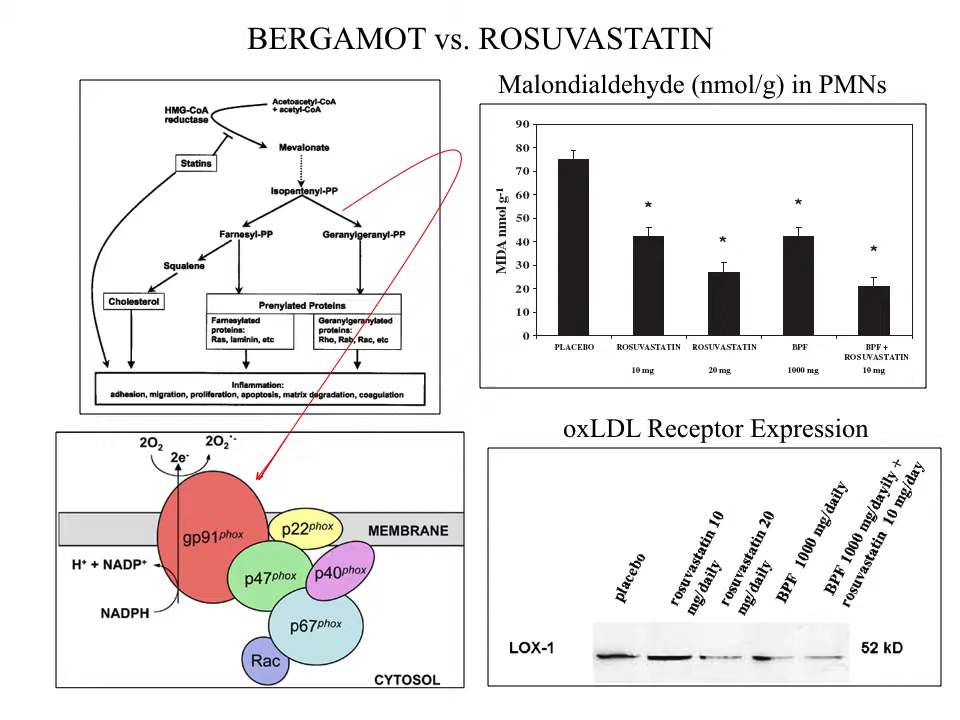 BERGAMOT vs. ROSUVASTATIN
HMG-CoA
reductase
Acetoacetyl-CoA
+ acetyl-CoA
Mevalonate
Statins
Isopentenyl-PP
Farnesyl-PP
Geranylgeranyl-PP
Squalene
Cholesterol
Prenylated Proteins
Farnesylated
proteins:
Ras, laminin, etc
Geranylgeranylated
proteins:
Rho, Rab, Rac, etc
Inflammation:
adhesion, migration, proliferation, apoptosis, matrix degradation, coagulation
Malondialdehyde (nmol/g) in PMNs
MDA nmol g-1
90
80
70
60
50
40
30
20
10
0
*
*
*
*
PLACEBO
ROSUVASTATIN
10 mg
ROSUVASTATIN
20 mg
BPF
1000 mg
BPF +
ROSUVASTATIN
10 mg
2O2
2O2·-
2e-
gp91phox
p22phox
MEMBRANE
H+ + NADP+
p47phox
p40phox
NADPH
p67phox
Rac
CYTOSOL
oxLDL Receptor Expression
placebo
rosuvastatin 10
mg/daily
rosuvastatin 20
mg/daily
BPF 1000 mg/daily
BPF 1000 mg/davily +
rosuvastatin 10 mg/day
LOX-1
52 kD